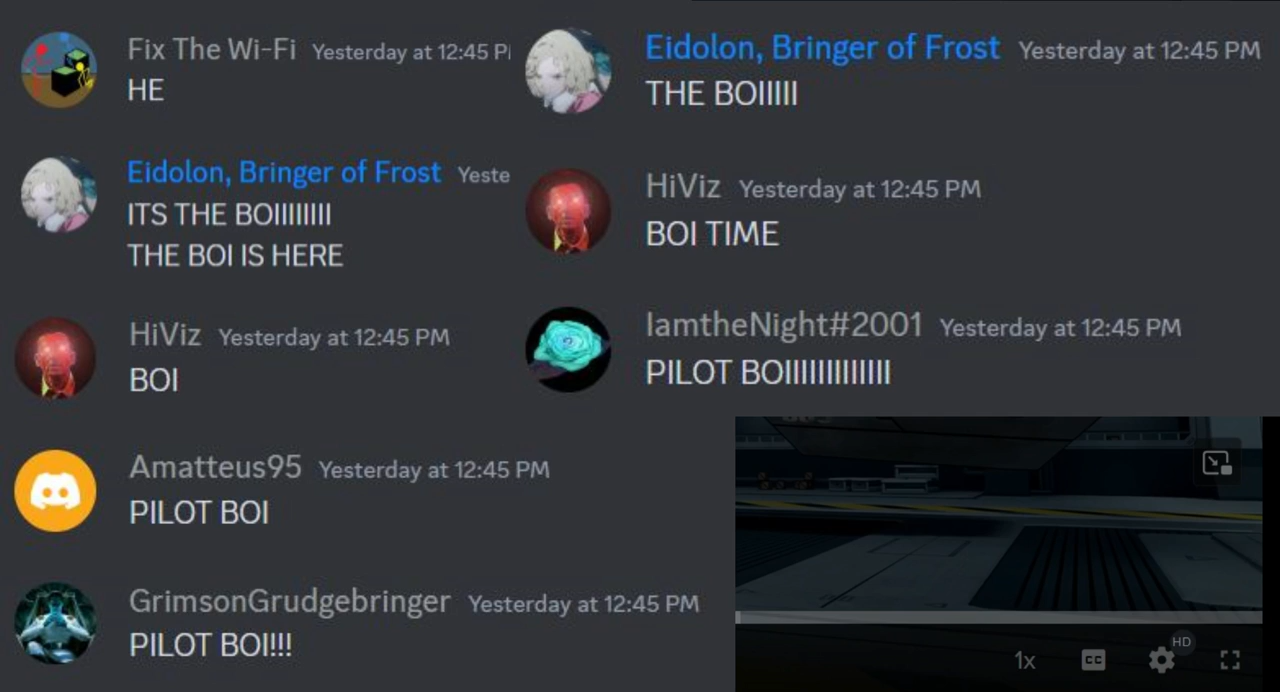 Fix The Wi-Fi Yesterday at 12:45 P
HE
Eidolon, Bringer of Frost Yeste
ITS THE BOIIIIIIII
THE BOI IS HERE
HiViz Yesterday at 12:45 PM
BOI
Amatteus95 Yesterday at 12:45 PM
PILOT BOI
GrimsonGrudgebringer Yesterday at 12:45 PM
PILOT BOI!!!
Eidolon, Bringer of Frost Yesterday at 12:45 PM
THE BOIIIII
HiViz Yesterday at 12:45 PM
BOI TIME
IamtheNight#2001 Yesterday at 12:45 PM
PILOT BOIIIIIIIIIIIII
1x CC HD